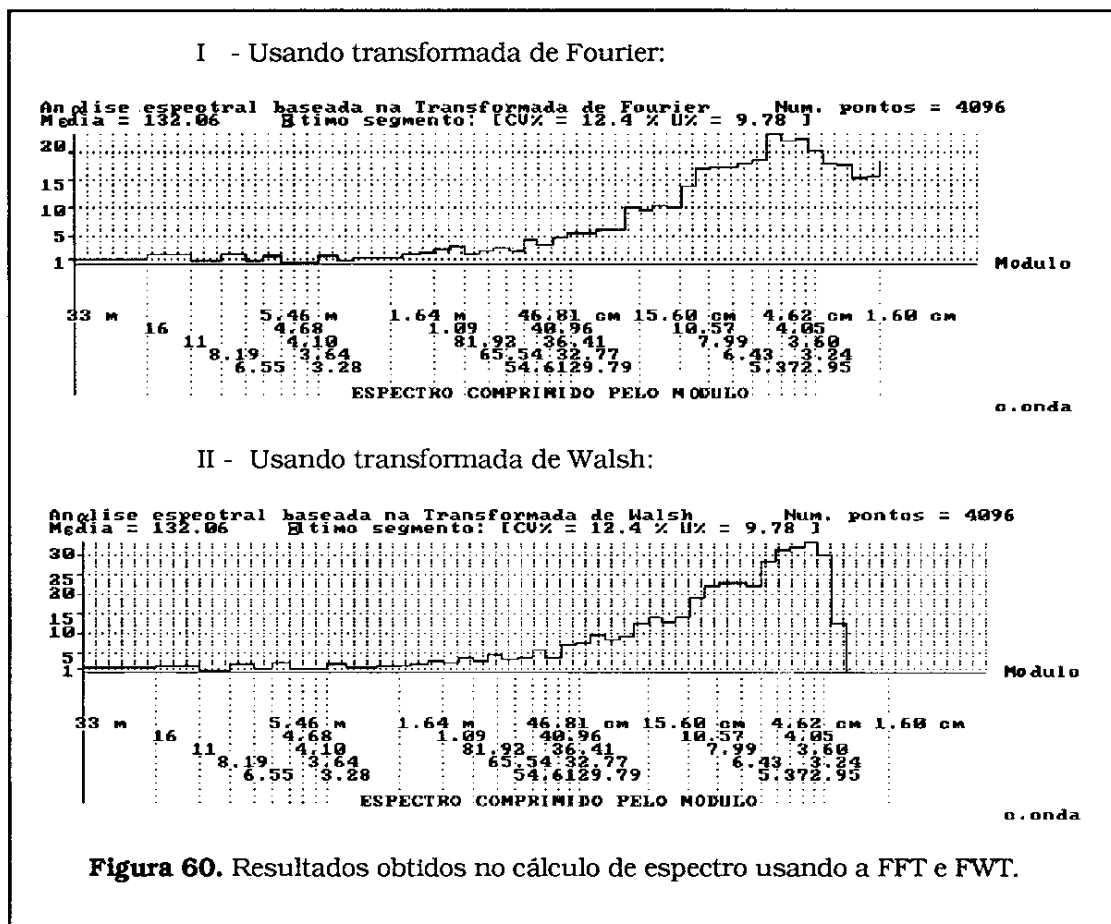 I - Usando transformada de Fourier:
Análise espectral baseada na Transformada de Fourier Num. pontos = 4096
Média = 132.06 timo segmento: [CV% = 12.4 % U% = 9.78 ]
20
15
10
5
1
Modulo
33 m 5.46 m 1.64 m 46.81 cm 15.60 cm 4.62 cm 1.60 cm
16 4.68 1.09 40.96 10.57 4.05
11 4.10 81.92 36.41 7.99 3.60
8.19 3.64 65.54 32.77 6.43 3.24
6.55 3.28 54.6129.79 5.372.95
ESPECTRO COMPRIMIDO PELO MODULO
c.onda
II - Usando transformada de Walsh:
Análise espectral baseada na Transformada de Walsh Num. pontos = 4096
Média = 132.06 timo segmento: [CV% = 12.4 % U% = 9.78 ]
30
25
20
15
10
5
1
Modulo
33 m 5.46 m 1.64 m 46.81 cm 15.60 cm 4.62 cm 1.60 cm
16 4.68 1.09 40.96 10.57 4.05
11 4.10 81.92 36.41 7.99 3.60
8.19 3.64 65.54 32.77 6.43 3.24
6.55 3.28 54.6129.79 5.372.95
ESPECTRO COMPRIMIDO PELO MODULO
c.onda
Figura 60. Resultados obtidos no cálculo de espectro usando a FFT e FWT.